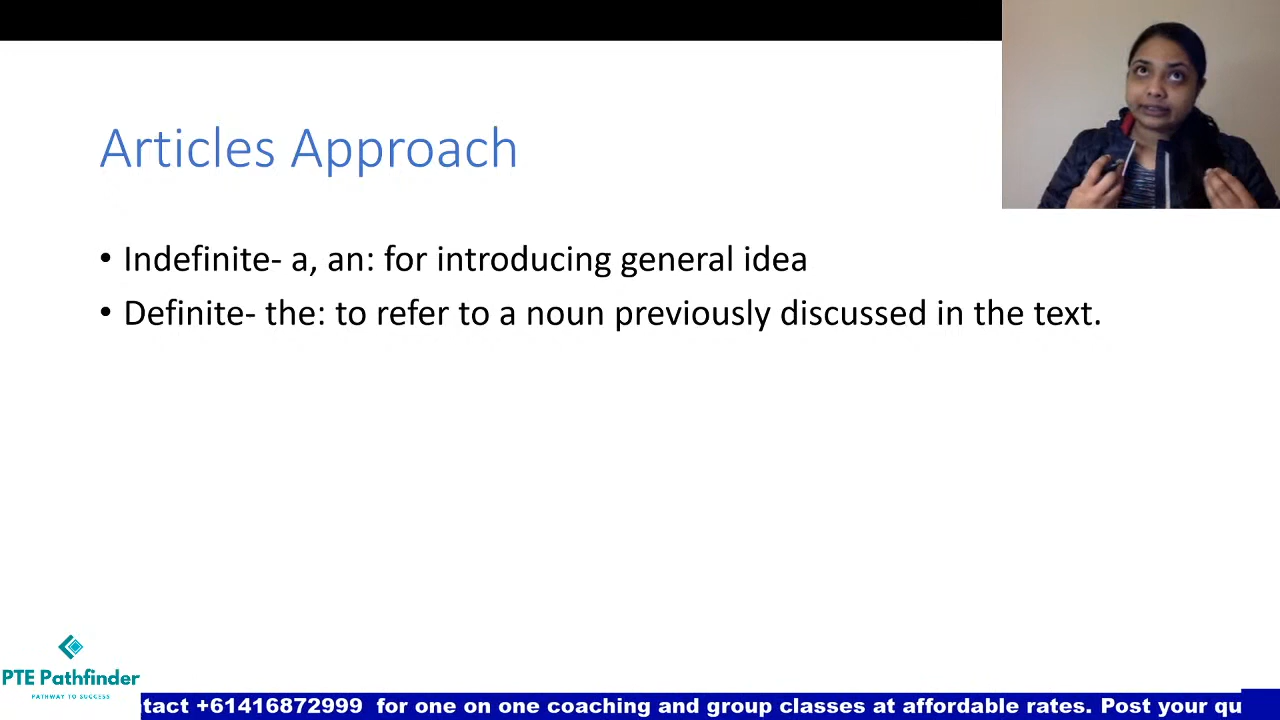 Articles Approach
• Indefinite- a, an: for introducing general idea
• Definite- the: to refer to a noun previously discussed in the text.
PTE Pathfinder
PATHWAY TO SUCCESS
tact +61416872999 for one on one coaching and group classes at affordable rates. Post your qu